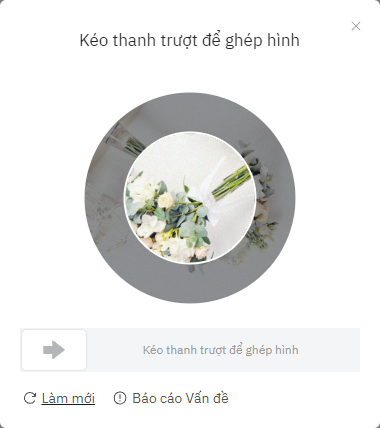 Kéo thanh trượt để ghép hình
Kéo thanh trượt để ghép hình
Làm mới
Báo cáo Vấn đề